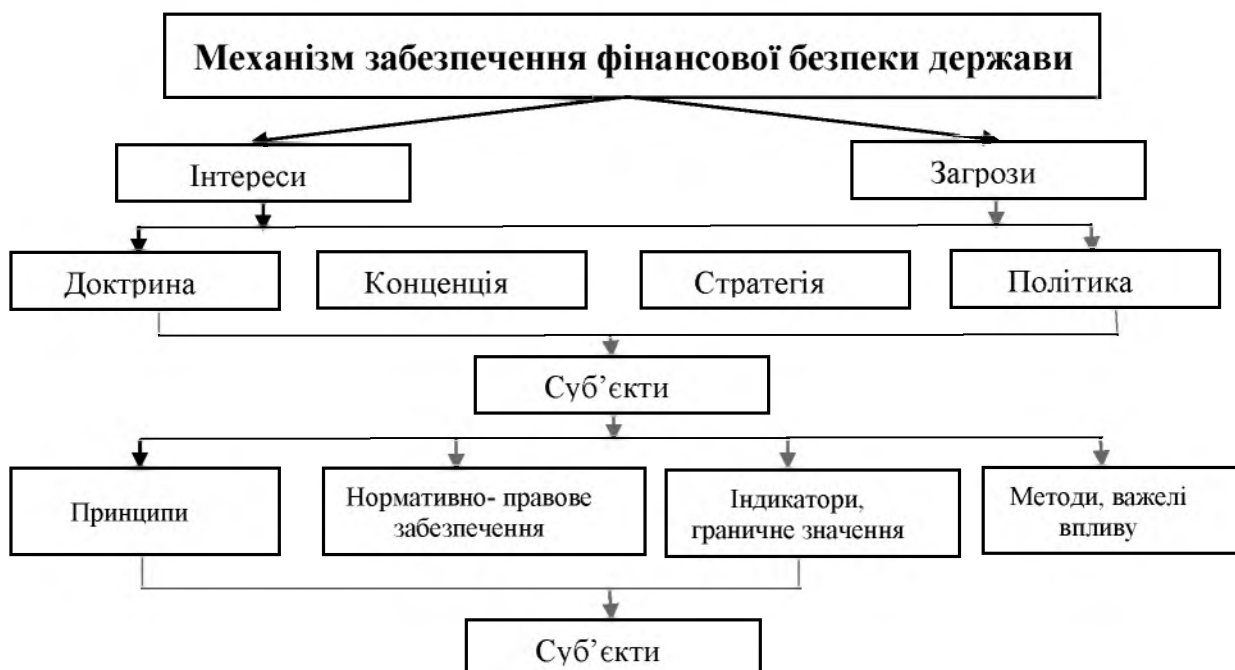 Механізм забезпечення фінансової безпеки держави
Інтереси
Загрози
Доктрина
Концепція
Стратегія
Політика
Суб’єкти
Принципи
Нормативно- правове
забезпечення
Індикатори,
граничне значення
Методи, важелі
впливу
Суб’єкти